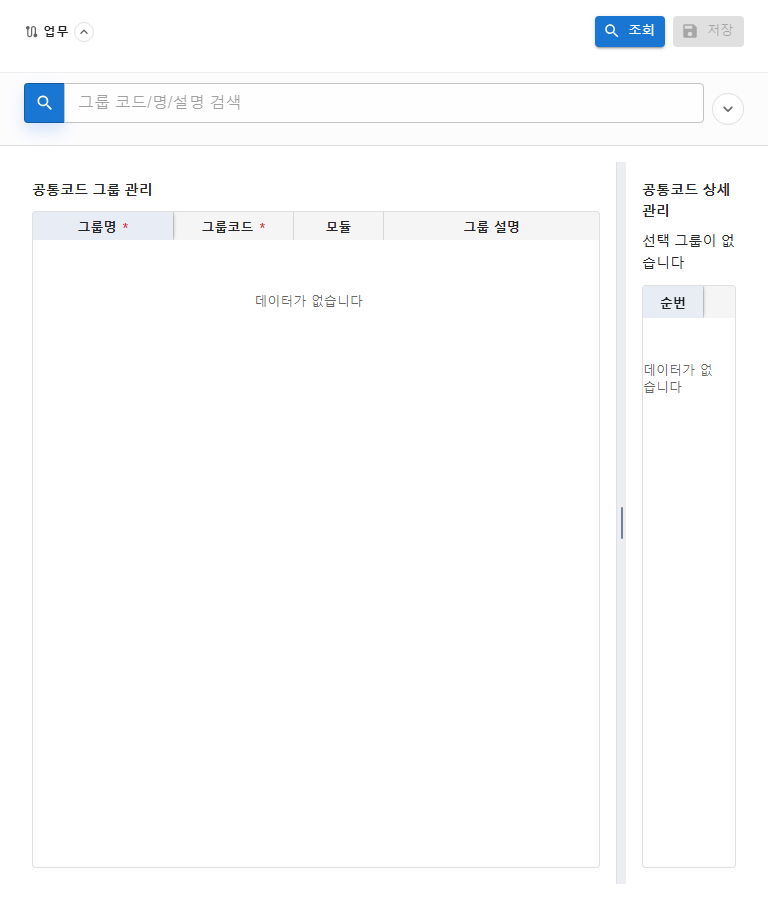 업무
조회
저장
그룹 코드/명/설명 검색
공통코드 그룹 관리
그룹명 *
그룹코드 *
모듈
그룹 설명
데이터가 없습니다
공통코드 상세
관리
선택 그룹이 없
습니다
순번
데이터가 없
습니다